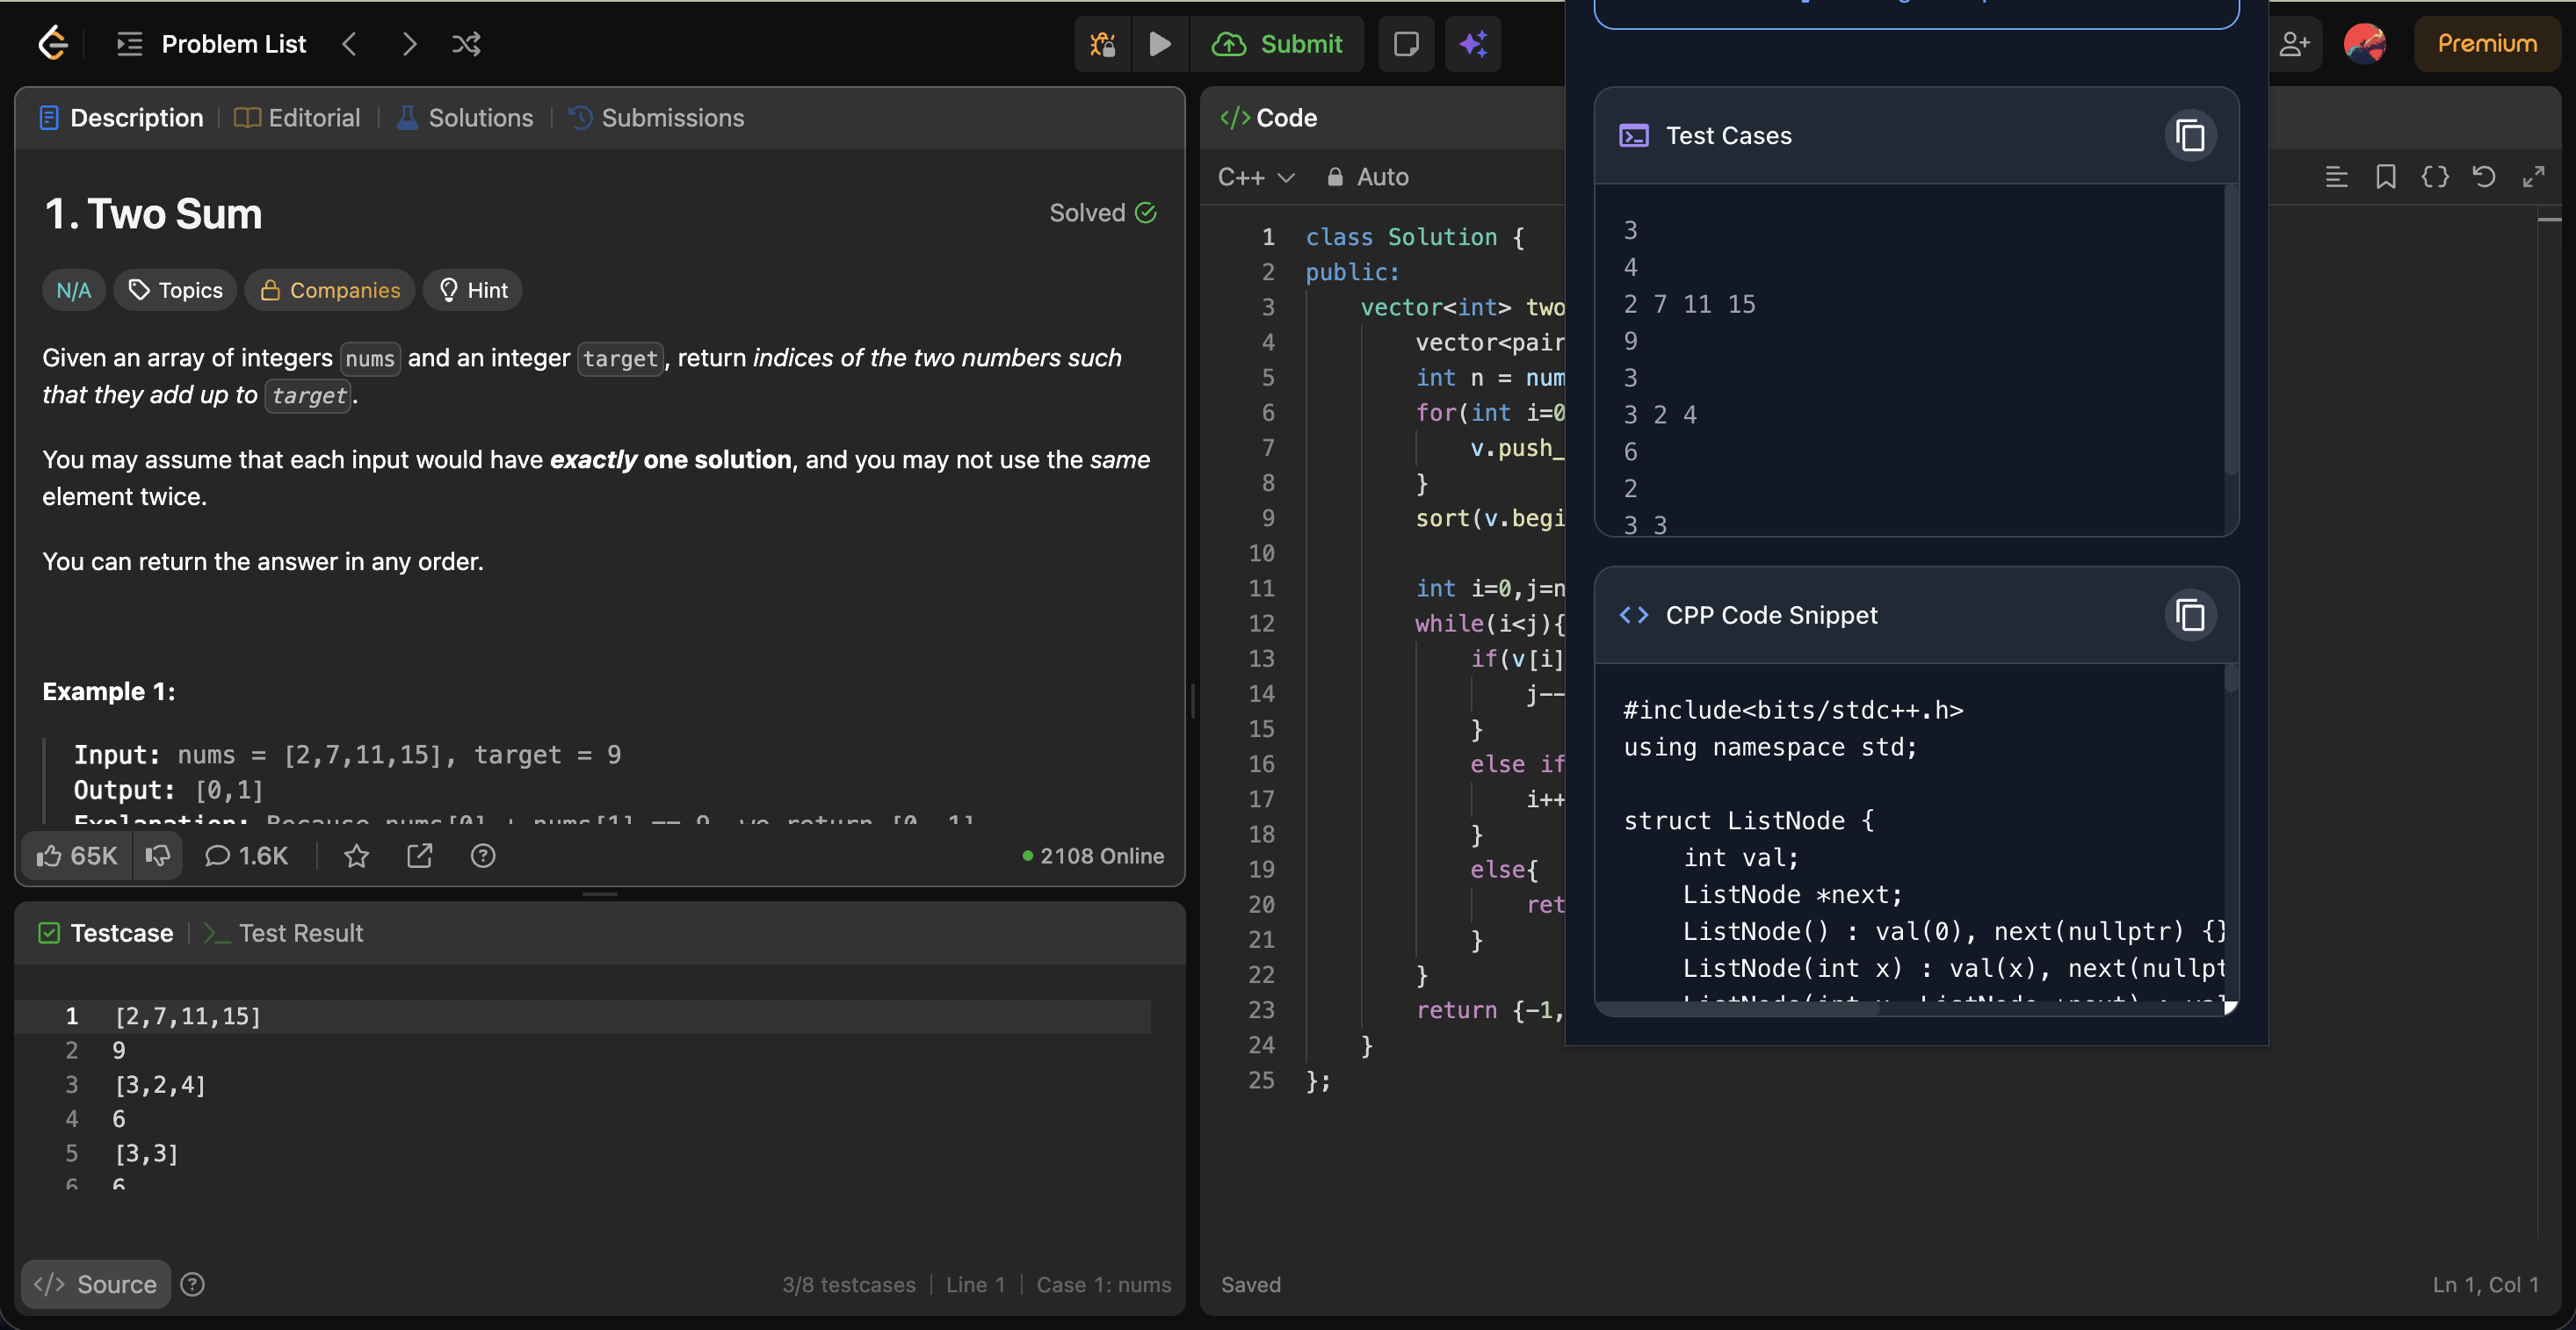 Problem List
Submit
Premium
Description
Editorial
Solutions
Submissions
1. Two Sum
Solved
N/A
Topics
Companies
Hint
Given an array of integers nums and an integer target, return indices of the two numbers such
that they add up to target.
You may assume that each input would have exactly one solution, and you may not use the same
element twice.
You can return the answer in any order.
Example 1:
Input: nums = [2,7,11,15], target = 9
Output: [0,1]
Explanation: Because nums[0] + nums[1] == 9, we return [0, 1].
65K
1.6K
2108 Online
Testcase
Test Result
1 [2,7,11,15]
2 9
3 [3,2,4]
4 6
5 [3,3]
6 6
Source
3/8 testcases
Line 1
Case 1: nums
</> Code
C++
Auto
1 class Solution {
2 public:
3 vector<int> two
4 vector<pair
5 int n = num
6 for(int i=0
7 v.push_
8 }
9 sort(v.begi
10
11 int i=0,j=n
12 while(i<j){
13 if(v[i]
14 j--
15 }
16 else if
17 i++
18 }
19 else{
20 ret
21 }
22 }
23 return {-1,
24 }
25 };
Saved
Ln 1, Col 1
Test Cases
3
4
2 7 11 15
9
3
3 2 4
6
2
3 3
CPP Code Snippet
#include<bits/stdc++.h>
using namespace std;
struct ListNode {
int val;
ListNode *next;
ListNode() : val(0), next(nullptr) {}
ListNode(int x) : val(x), next(nullpt